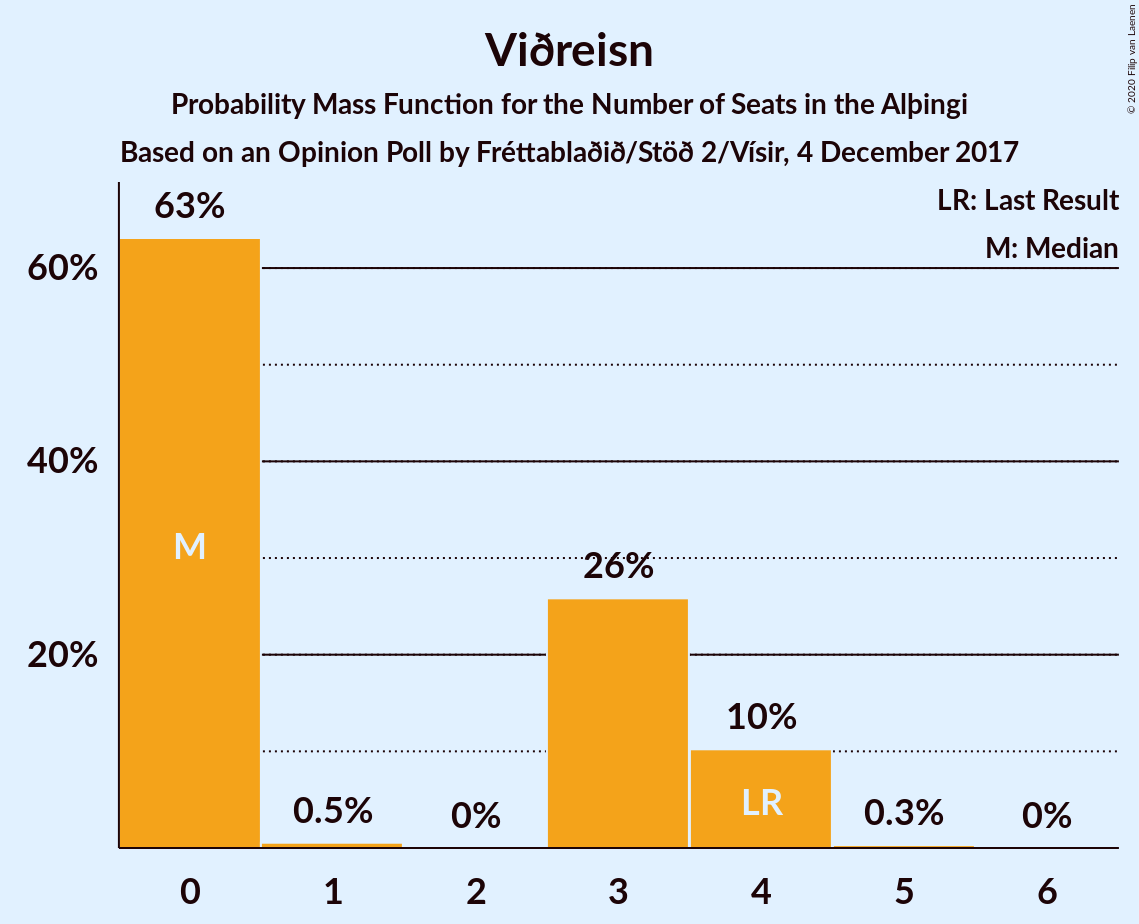 Viðreisn
Probability Mass Function for the Number of Seats in the Alþingi
Based on an Opinion Poll by Fréttablaðið/Stöð 2/Vísir, 4 December 2017
© 2020 Filip van Laenen
LR: Last Result
M: Median
63%
60%
40%
M
26%
20%
10%
LR
0.5%
0%
0.3%
0%
0 1 2 3 4 5 6